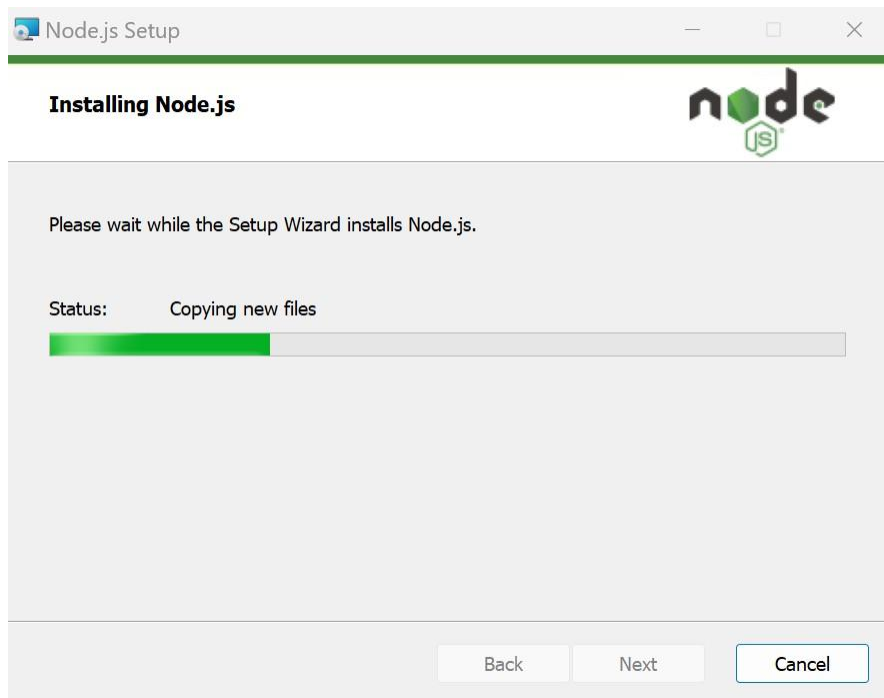 Node.js Setup
Installing Node.js
node
JS
Please wait while the Setup Wizard installs Node.js.
Status: Copying new files
Back Next Cancel